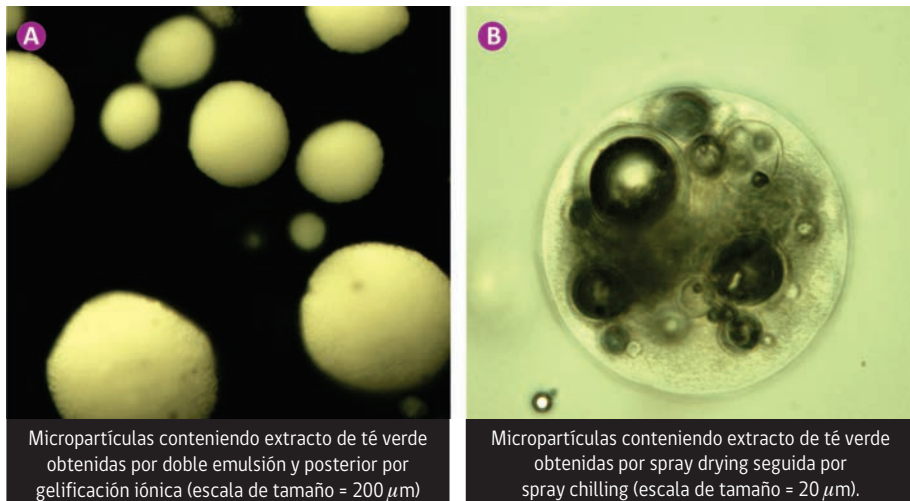 A
B
Micropartículas conteniendo extracto de té verde
obtenidas por doble emulsión y posterior por
gelificación iónica (escala de tamaño = 200 µm)
Micropartículas conteniendo extracto de té verde
obtenidas por spray drying seguida por
spray chilling (escala de tamaño = 20 µm).